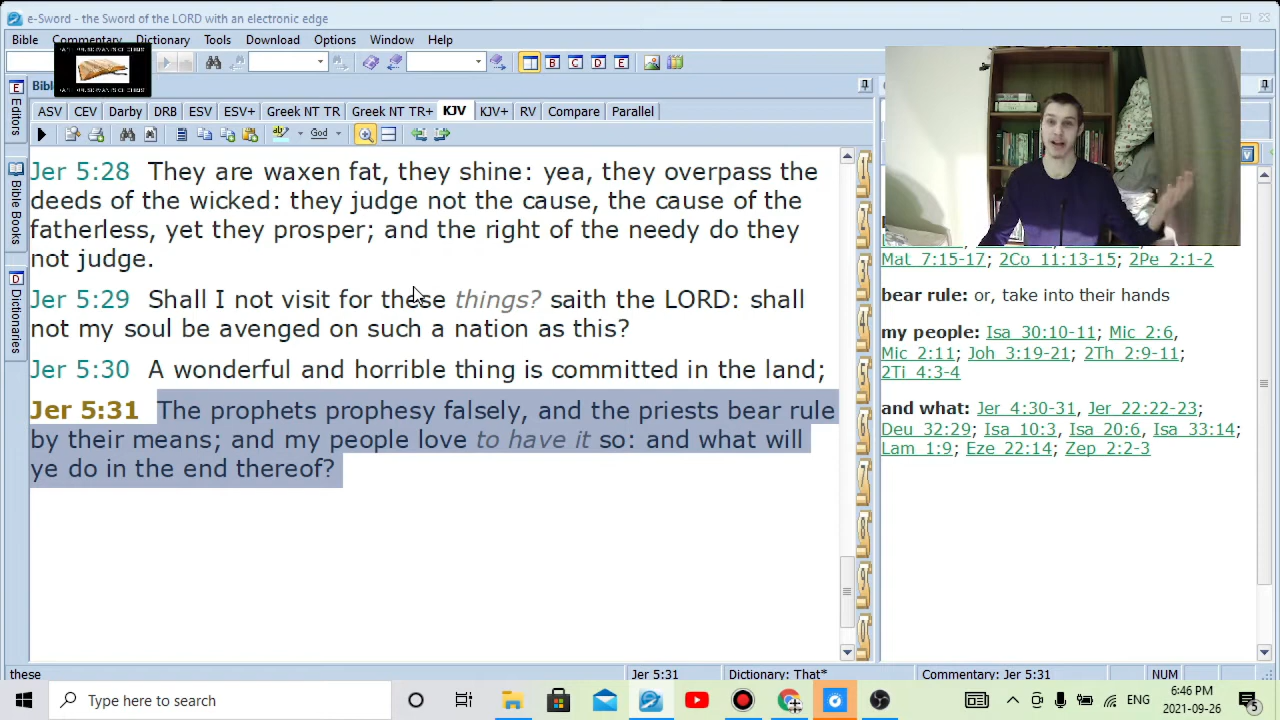 e-Sword - the Sword of the LORD with an electronic edge
Bible Commentary Dictionary Tools Download Options Window Help
ASV CEV Darby DRB ESV ESV+ Greek NT TR+ KJV KJV+ RV Compare Parallel
God
Editors
Bible Books
Dictionaries
Jer 5:28 They are waxen fat, they shine: yea, they overpass the
deeds of the wicked: they judge not the cause, the cause of the
fatherless, yet they prosper; and the right of the needy do they
not judge.
Jer 5:29 Shall I not visit for these things? saith the LORD: shall
not my soul be avenged on such a nation as this?
Jer 5:30 A wonderful and horrible thing is committed in the land;
Jer 5:31 The prophets prophesy falsely, and the priests bear rule
by their means; and my people love to have it so: and what will
ye do in the end thereof?
Mat 7:15-17; 2Co 11:13-15; 2Pe 2:1-2
bear rule: or, take into their hands
my people: Isa 30:10-11; Mic 2:6,
Mic 2:11; Joh 3:19-21; 2Th 2:9-11;
2Ti 4:3-4
and what: Jer 4:30-31, Jer 22:22-23;
Deu 32:29; Isa 10:3, Isa 20:6, Isa 33:14;
Lam 1:9; Eze 22:14; Zep 2:2-3
these Jer 5:31 Dictionary: That* Commentary: Jer 5:31 NUM
Type here to search
ENG
6:46 PM
2021-09-26
5